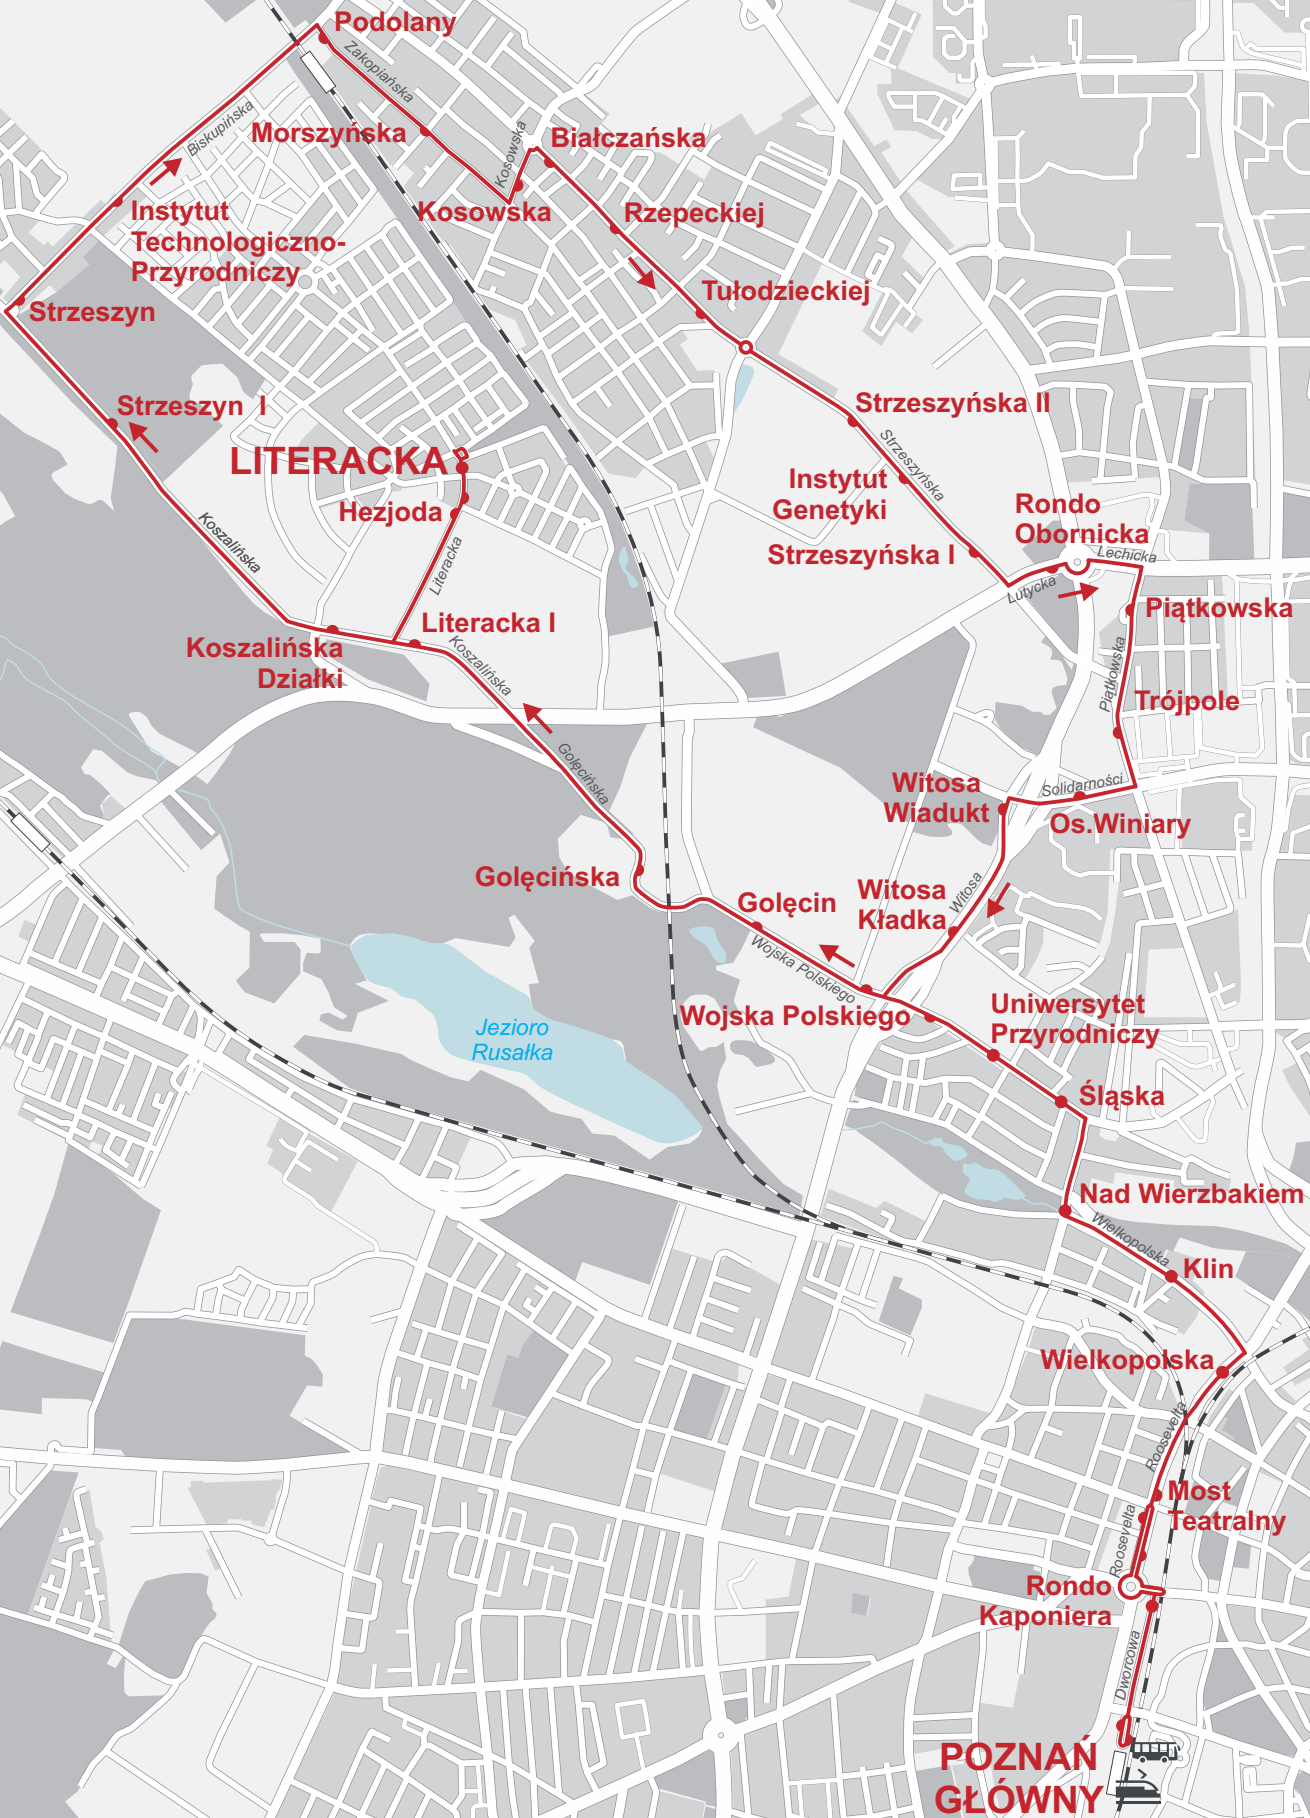 Podolany
Zakopiańska
Biskupińska
Morszyńska
Kosowska
Białczańska
Kosowska
Rzepeckiej
Instytut
Technologiczno-
Przyrodniczy
Tułodzieckiej
Strzeszyn
Strzeszyn I
Strzeszyńska II
Strzeszyńska
LITERACKA
Instytut
Genetyki
Hezjoda
Rondo
Obornicka
Lechicka
Koszalińska
Literacka
Strzeszyńska I
Lutycka
Piątkowska
Literacka I
Koszalińska
Działki
Koszalińska
Piątkowska
Trójpole
Golęcińska
Witosa
Wiadukt
Solidarności
Os.Winiary
Golęcińska
Golęcin
Witosa
Kładka
Witosa
Wojska Polskiego
Wojska Polskiego
Uniwersytet
Przyrodniczy
Jezioro
Rusałka
Śląska
Nad Wierzbakiem
Wielkopolska
Klin
Wielkopolska
Roosevelta
Most
Teatralny
Roosevelta
Rondo
Kaponiera
Dworcowa
POZNAŃ
GŁÓWNY